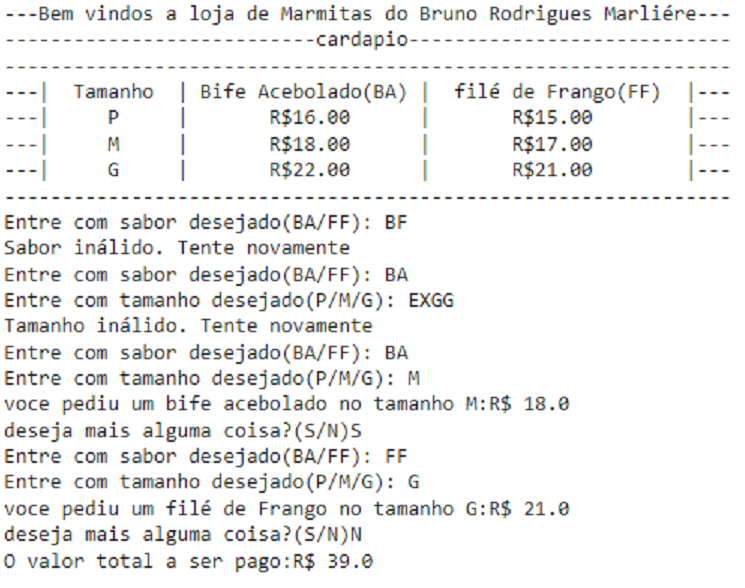 ---Bem vindos a loja de Marmitas do Bruno Rodrigues Marliére---
---------------------------cardapio----------------------------
---------------------------------------------------------------
---|  Tamanho  | Bife Acebolado(BA) |  filé de Frango(FF)  |---
---|     P     |       R$16.00      |       R$15.00        |---
---|     M     |       R$18.00      |       R$17.00        |---
---|     G     |       R$22.00      |       R$21.00        |---
---------------------------------------------------------------
Entre com sabor desejado(BA/FF): BF
Sabor inálido. Tente novamente
Entre com sabor desejado(BA/FF): BA
Entre com tamanho desejado(P/M/G): EXGG
Tamanho inálido. Tente novamente
Entre com sabor desejado(BA/FF): BA
Entre com tamanho desejado(P/M/G): M
voce pediu um bife acebolado no tamanho M:R$ 18.0
deseja mais alguma coisa?(S/N)S
Entre com sabor desejado(BA/FF): FF
Entre com tamanho desejado(P/M/G): G
voce pediu um filé de Frango no tamanho G:R$ 21.0
deseja mais alguma coisa?(S/N)N
O valor total a ser pago:R$ 39.0